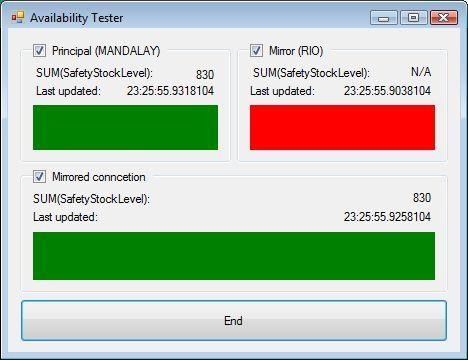 Availability Tester
Principal (MANDALAY)
SUM(SafetyStockLevel): 830
Last updated: 23:25:55.9318104
Mirror (RIO)
SUM(SafetyStockLevel): N/A
Last updated: 23:25:55.9038104
Mirrored conncetion
SUM(SafetyStockLevel): 830
Last updated: 23:25:55.9258104
End